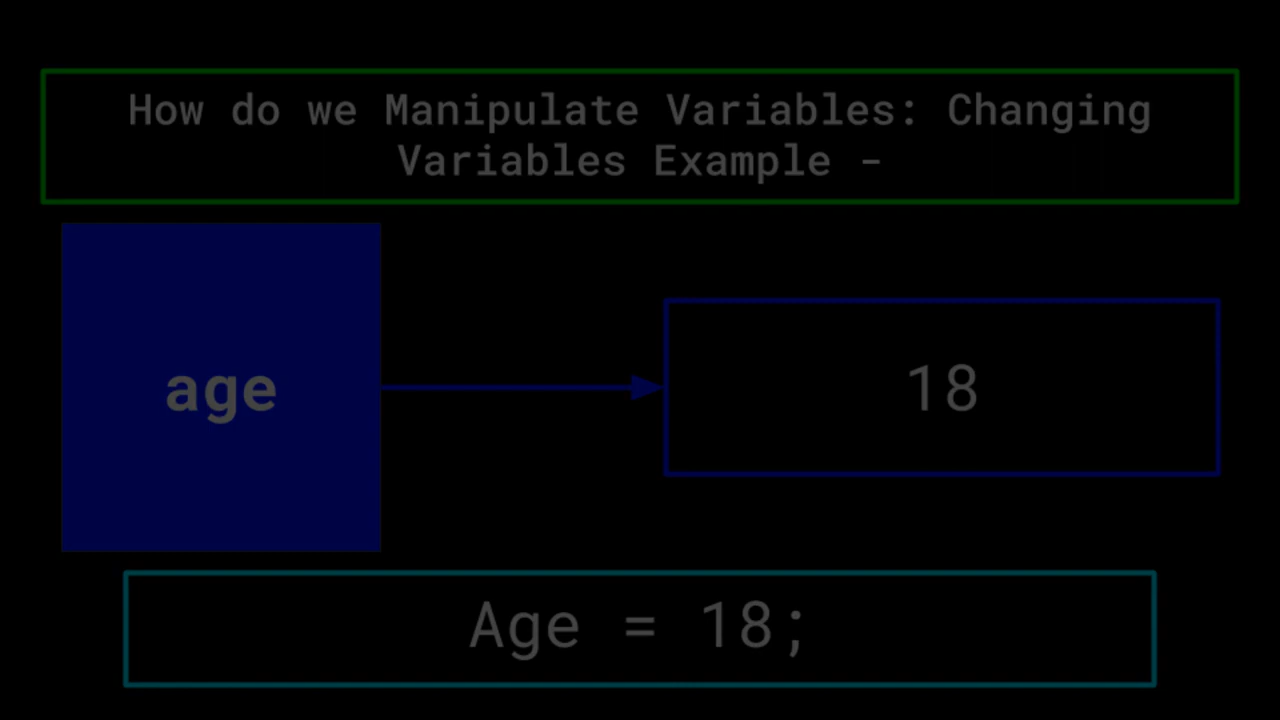 How do we Manipulate Variables: Changing
Variables Example -
age
18
Age = 18;